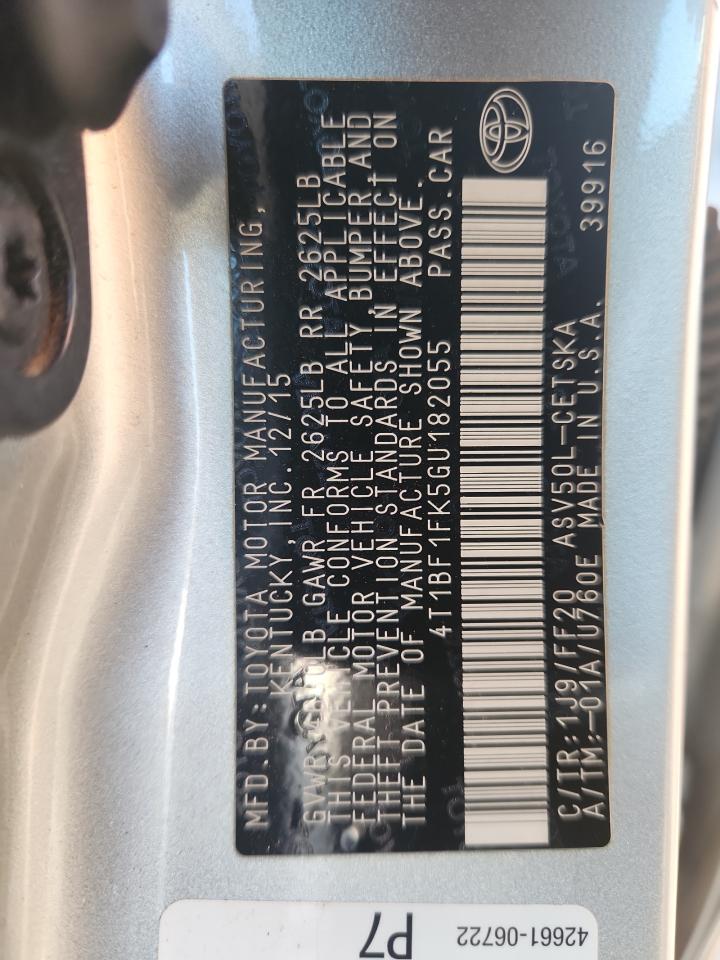 MFD.BY:TOYOTA MOTOR MANUFACTURING,
KENTUCKY,INC.12/15
GAWR FR 2625LB RR 2625LB
THIS VEHICLE CONFORMS TO ALL APPLICABLE
FEDERAL MOTOR VEHICLE SAFETY, BUMPER,AND
THEFT PREVENTION STANDARDS IN EFFECT ON
THE DATE OF MANUFACTURE SHOWN ABOVE.
4T1BF1FK5GU182055 PASS.CAR
C/TR:1J9/FF20 ASV50L-CETSKA 39916
A/TM:-01A/U760E MADE IN U.S.A.
P7
42661-06722